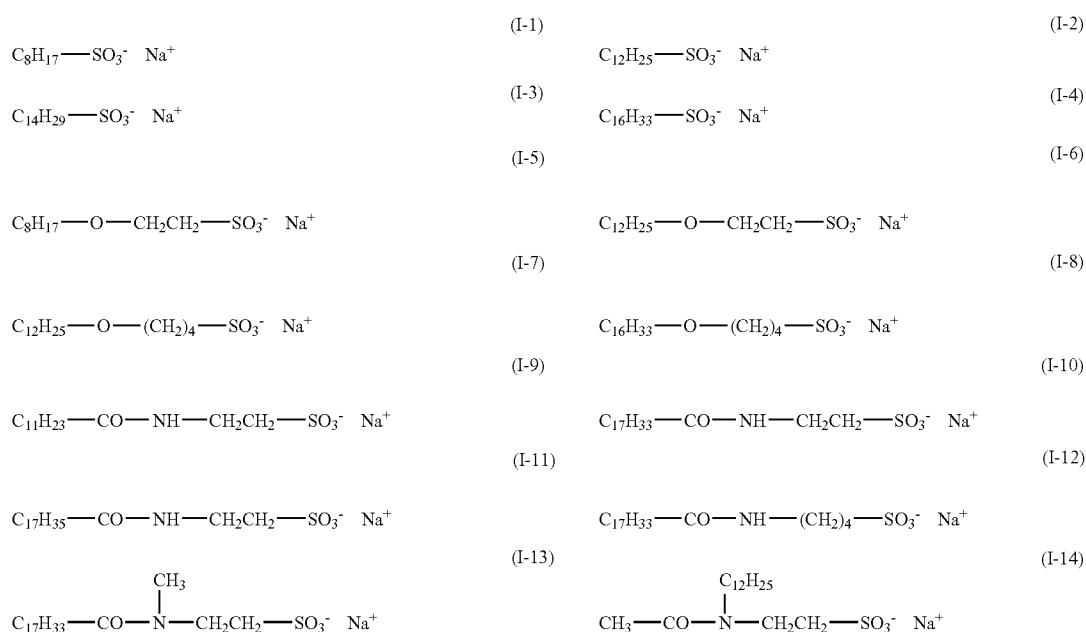 (I-1) (I-2)
C₈H₁₇—SO₃⁻ Na⁺ C₁₂H₂₅—SO₃⁻ Na⁺
(I-3) (I-4)
C₁₄H₂₉—SO₃⁻ Na⁺ C₁₆H₃₃—SO₃⁻ Na⁺
(I-5) (I-6)
C₈H₁₇—O—CH₂CH₂—SO₃⁻ Na⁺ C₁₂H₂₅—O—CH₂CH₂—SO₃⁻ Na⁺
(I-7) (I-8)
C₁₂H₂₅—O—(CH₂)₄—SO₃⁻ Na⁺ C₁₆H₃₃—O—(CH₂)₄—SO₃⁻ Na⁺
(I-9) (I-10)
C₁₁H₂₃—CO—NH—CH₂CH₂—SO₃⁻ Na⁺ C₁₇H₃₃—CO—NH—CH₂CH₂—SO₃⁻ Na⁺
(I-11) (I-12)
C₁₇H₃₅—CO—NH—CH₂CH₂—SO₃⁻ Na⁺ C₁₇H₃₃—CO—NH—(CH₂)₄—SO₃⁻ Na⁺
(I-13) (I-14)
CH₃ C₁₂H₂₅
C₁₇H₃₃—CO—N—CH₂CH₂—SO₃⁻ Na⁺ CH₃—CO—N—CH₂CH₂—SO₃⁻ Na⁺